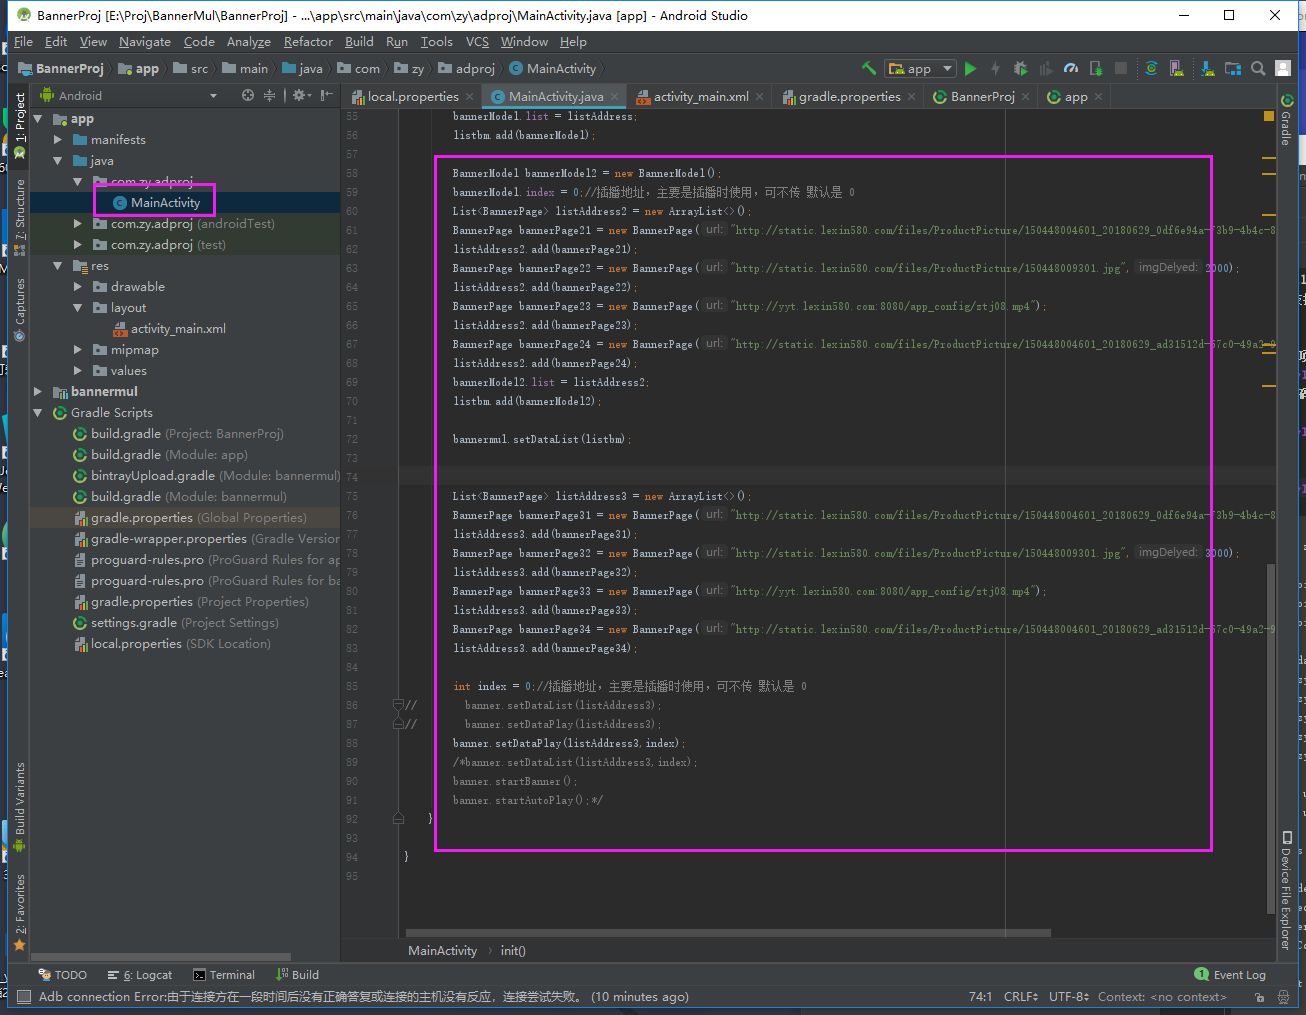 BannerProj [E:\Proj\BannerMul\BannerProj] - ...\app\src\main\java\com\zy\adproj\MainActivity.java [app] - Android Studio
File Edit View Navigate Code Analyze Refactor Build Run Tools VCS Window Help
BannerProj app src main java com zy adproj MainActivity app
Android local.properties MainActivity.java activity_main.xml gradle.properties BannerProj app
1: Project
7: Structure
Captures
Build Variants
2: Favorites
app
manifests
java
com.zy.adproj
MainActivity
com.zy.adproj (androidTest)
com.zy.adproj (test)
res
drawable
layout
activity_main.xml
mipmap
values
bannermul
Gradle Scripts
build.gradle (Project: BannerProj)
build.gradle (Module: app)
bintrayUpload.gradle (Module: bannermul)
build.gradle (Module: bannermul)
gradle.properties (Global Properties)
gradle-wrapper.properties (Gradle Version
proguard-rules.pro (ProGuard Rules for ap
proguard-rules.pro (ProGuard Rules for ba
gradle.properties (Project Properties)
settings.gradle (Project Settings)
local.properties (SDK Location)
55 bannerModel.list = listAddress;
56 listbm.add(bannerModel);
57
58 BannerModel bannerModel2 = new BannerModel();
59 bannerModel.index = 0;//插播地址，主要是插播时使用，可不传 默认是 0
60 List<BannerPage> listAddress2 = new ArrayList<>();
61 BannerPage bannerPage21 = new BannerPage( url: "http://static.lexin580.com/files/ProductPicture/150448004601_20180629_0df6e94a-73b9-4b4c-8
62 listAddress2.add(bannerPage21);
63 BannerPage bannerPage22 = new BannerPage( url: "http://static.lexin580.com/files/ProductPicture/150448009301.jpg", imgDelyed: 2000);
64 listAddress2.add(bannerPage22);
65 BannerPage bannerPage23 = new BannerPage( url: "http://yyt.lexin580.com:8080/app_config/ztj08.mp4");
66 listAddress2.add(bannerPage23);
67 BannerPage bannerPage24 = new BannerPage( url: "http://static.lexin580.com/files/ProductPicture/150448004601_20180629_ad31512d-57c0-49a2-9
68 listAddress2.add(bannerPage24);
69 bannerModel2.list = listAddress2;
70 listbm.add(bannerModel2);
71
72 bannermul.setDataList(listbm);
73
74
75 List<BannerPage> listAddress3 = new ArrayList<>();
76 BannerPage bannerPage31 = new BannerPage( url: "http://static.lexin580.com/files/ProductPicture/150448004601_20180629_0df6e94a-73b9-4b4c-8
77 listAddress3.add(bannerPage31);
78 BannerPage bannerPage32 = new BannerPage( url: "http://static.lexin580.com/files/ProductPicture/150448009301.jpg", imgDelyed: 3000);
79 listAddress3.add(bannerPage32);
80 BannerPage bannerPage33 = new BannerPage( url: "http://yyt.lexin580.com:8080/app_config/ztj08.mp4");
81 listAddress3.add(bannerPage33);
82 BannerPage bannerPage34 = new BannerPage( url: "http://static.lexin580.com/files/ProductPicture/150448004601_20180629_ad31512d-57c0-49a2-9
83 listAddress3.add(bannerPage34);
84
85 int index = 0;//插播地址，主要是插播时使用，可不传 默认是 0
86 // banner.setDataList(listAddress3);
87 // banner.setDataPlay(listAddress3);
88 banner.setDataPlay(listAddress3,index);
89 /*banner.setDataList(listAddress3,index);
90 banner.startBanner();
91 banner.startAutoPlay();*/
92 }
93
94 }
95
Gradle
Device File Explorer
MainActivity › init()
TODO 6: Logcat Terminal Build 1 Event Log
Adb connection Error:由于连接方在一段时间后没有正确答复或连接的主机没有反应，连接尝试失败。 (10 minutes ago) 74:1 CRLF UTF-8 Context: <no context>